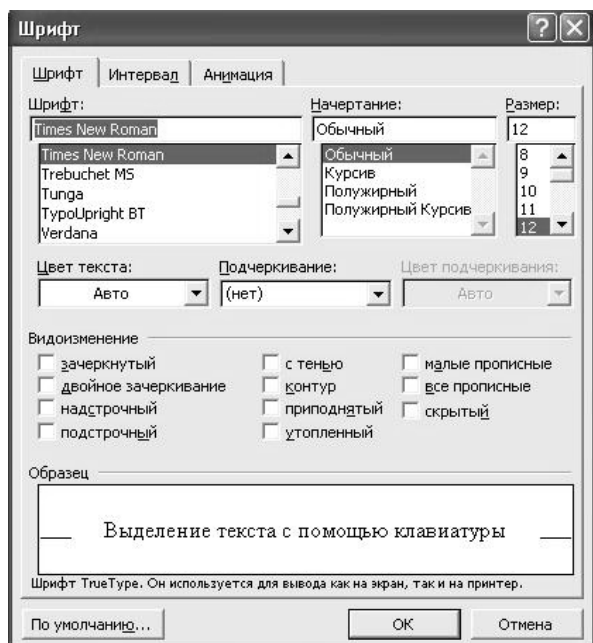 Шрифт
Шрифт Интервал Анимация
Шрифт: Начертание: Размер:
Times New Roman Обычный 12
Times New Roman Обычный 8
Trebuchet MS Курсив 9
Tunga Полужирный 10
TypoUpright BT Полужирный Курсив 11
Verdana 12
Цвет текста: Подчеркивание: Цвет подчеркивания:
Авто (нет) Авто
Видоизменение
зачеркнутый с тенью малые прописные
двойное зачеркивание контур все прописные
надстрочный приподнятый скрытый
подстрочный утопленный
Образец
Выделение текста с помощью клавиатуры
Шрифт TrueType. Он используется для вывода как на экран, так и на принтер.
По умолчанию... ОК Отмена